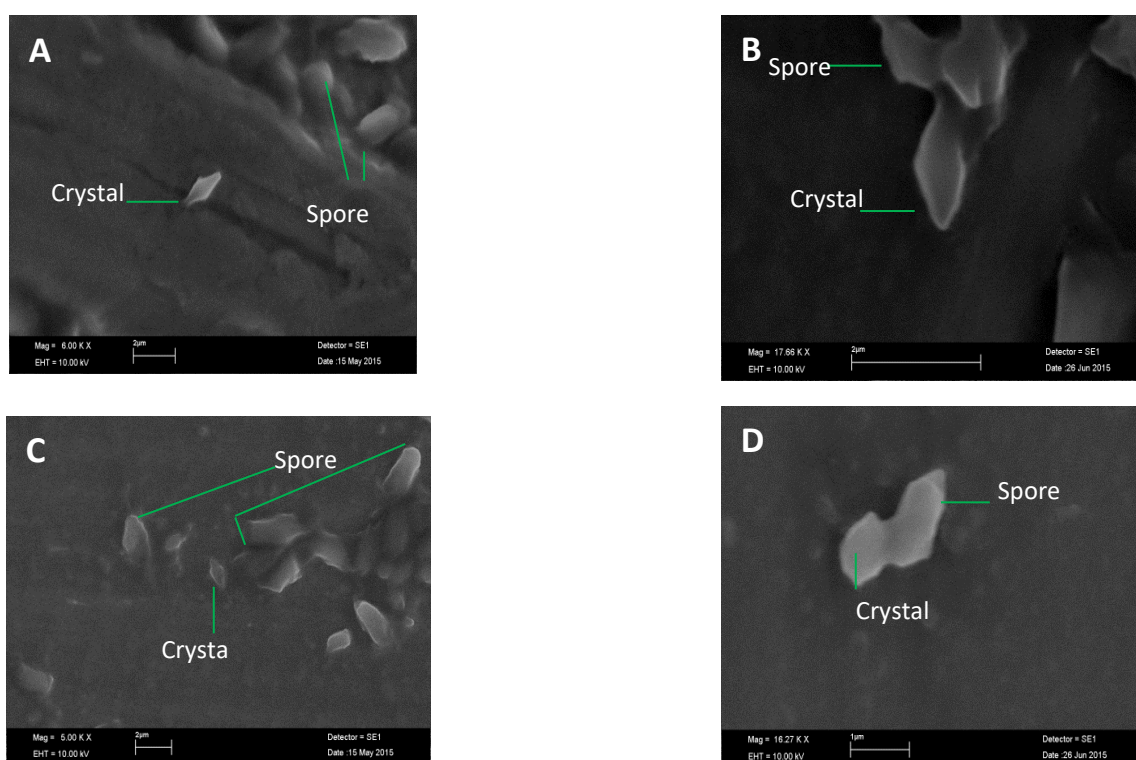 A
Crystal
Spore
Mag = 6.00 K X
2µm
Detector = SE1
EHT = 10.00 kV
Date :15 May 2015
B
Spore
Crystal
Mag = 17.66 K X
2µm
Detector = SE1
EHT = 10.00 kV
Date :26 Jun 2015
C
Spore
Crysta
Mag = 5.00 K X
2µm
Detector = SE1
EHT = 10.00 kV
Date :15 May 2015
D
Spore
Crystal
Mag = 16.27 K X
1µm
Detector = SE1
EHT = 10.00 kV
Date :26 Jun 2015